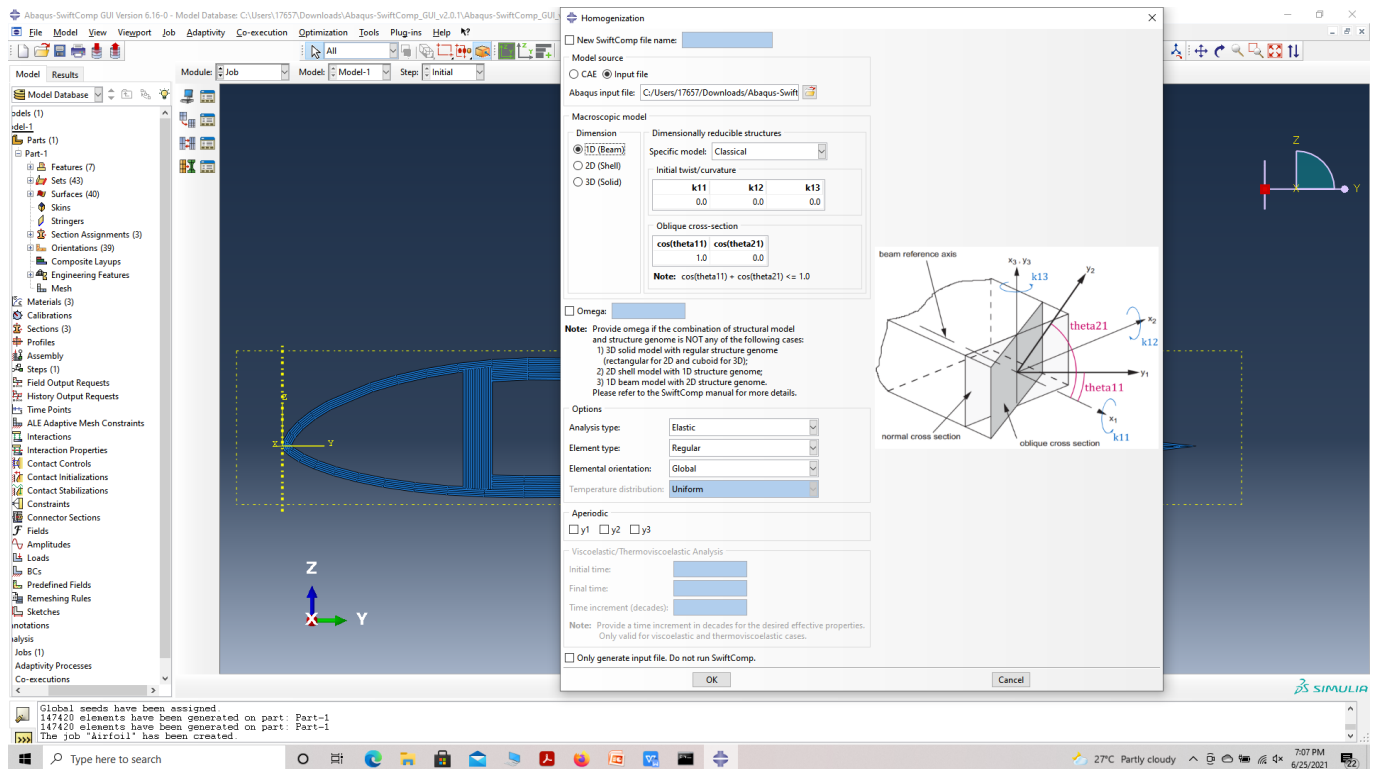 Abaqus-SwiftComp GUI Version 6.16-0 - Model Database: C:\Users\17657\Downloads\Abaqus-SwiftComp_GUI_v2.0.1\Abaqus-SwiftComp_GUI_
File Model View Viewport Job Adaptivity Co-execution Optimization Tools Plug-ins Help
All
Model Results
Module: Job Model: Model-1 Step: Initial
Model Database
odels (1)
del-1
Parts (1)
Part-1
Features (7)
Sets (43)
Surfaces (40)
Skins
Stringers
Section Assignments (3)
Orientations (39)
Composite Layups
Engineering Features
Mesh
Materials (3)
Calibrations
Sections (3)
Profiles
Assembly
Steps (1)
Field Output Requests
History Output Requests
Time Points
ALE Adaptive Mesh Constraints
Interactions
Interaction Properties
Contact Controls
Contact Initializations
Contact Stabilizations
Constraints
Connector Sections
Fields
Amplitudes
Loads
BCs
Predefined Fields
Remeshing Rules
Sketches
nnotations
alysis
Jobs (1)
Adaptivity Processes
Co-executions
Z
X Y
Z
X Y
Homogenization
New SwiftComp file name:
Model source
CAE Input file
Abaqus input file: C:/Users/17657/Downloads/Abaqus-Swift
Macroscopic model
Dimension
1D (Beam)
2D (Shell)
3D (Solid)
Dimensionally reducible structures
Specific model: Classical
Initial twist/curvature
k11 k12 k13
0.0 0.0 0.0
Oblique cross-section
cos(theta11) cos(theta21)
1.0 0.0
Note: cos(theta11) + cos(theta21) <= 1.0
Omega:
Note: Provide omega if the combination of structural model
and structure genome is NOT any of the following cases:
1) 3D solid model with regular structure genome
(rectangular for 2D and cuboid for 3D);
2) 2D shell model with 1D structure genome;
3) 1D beam model with 2D structure genome.
Please refer to the SwiftComp manual for more details.
Options
Analysis type: Elastic
Element type: Regular
Elemental orientation: Global
Temperature distribution: Uniform
Aperiodic
y1 y2 y3
Viscoelastic/Thermoviscoelastic Analysis
Initial time:
Final time:
Time increment (decades):
Note: Provide a time increment in decades for the desired effective properties.
Only valid for viscoelastic and thermoviscoelastic cases.
Only generate input file. Do not run SwiftComp.
OK Cancel
beam reference axis
x3 , y3
k13
y2
theta21
x2
k12
y1
theta11
x1
k11
normal cross section
oblique cross section
Z
X Y
SIMULIA
Global seeds have been assigned.
147420 elements have been generated on part: Part-1
147420 elements have been generated on part: Part-1
The job "Airfoil" has been created.
Type here to search
27°C Partly cloudy
7:07 PM
6/25/2021
22